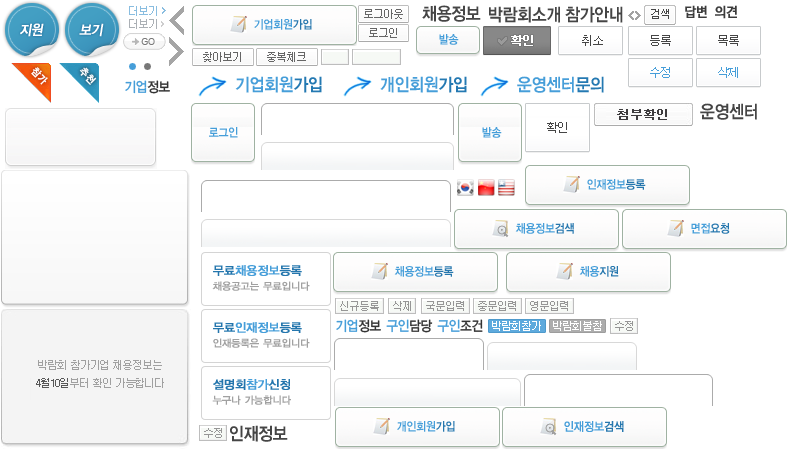 지원
보기
더보기
더보기
GO
참가
추천
기업정보
기업회원가입
로그아웃
로그인
찾아보기
중복체크
채용정보
박람회소개
참가안내
검색
답변
의견
발송
확인
취소
등록
목록
수정
삭제
기업회원가입
개인회원가입
운영센터문의
로그인
발송
확인
첨부확인
운영센터
인재정보등록
채용정보검색
면접요청
무료채용정보등록
채용공고는 무료입니다
채용정보등록
채용지원
신규등록
삭제
국문입력
중문입력
영문입력
무료인재정보등록
인재등록은 무료입니다
기업정보
구인담당
구인조건
박람회참가
박람회불참
수정
박람회 참가기업 채용정보는
4월10일부터 확인 가능합니다
설명회참가신청
누구나 가능합니다
수정
인재정보
개인회원가입
인재정보검색